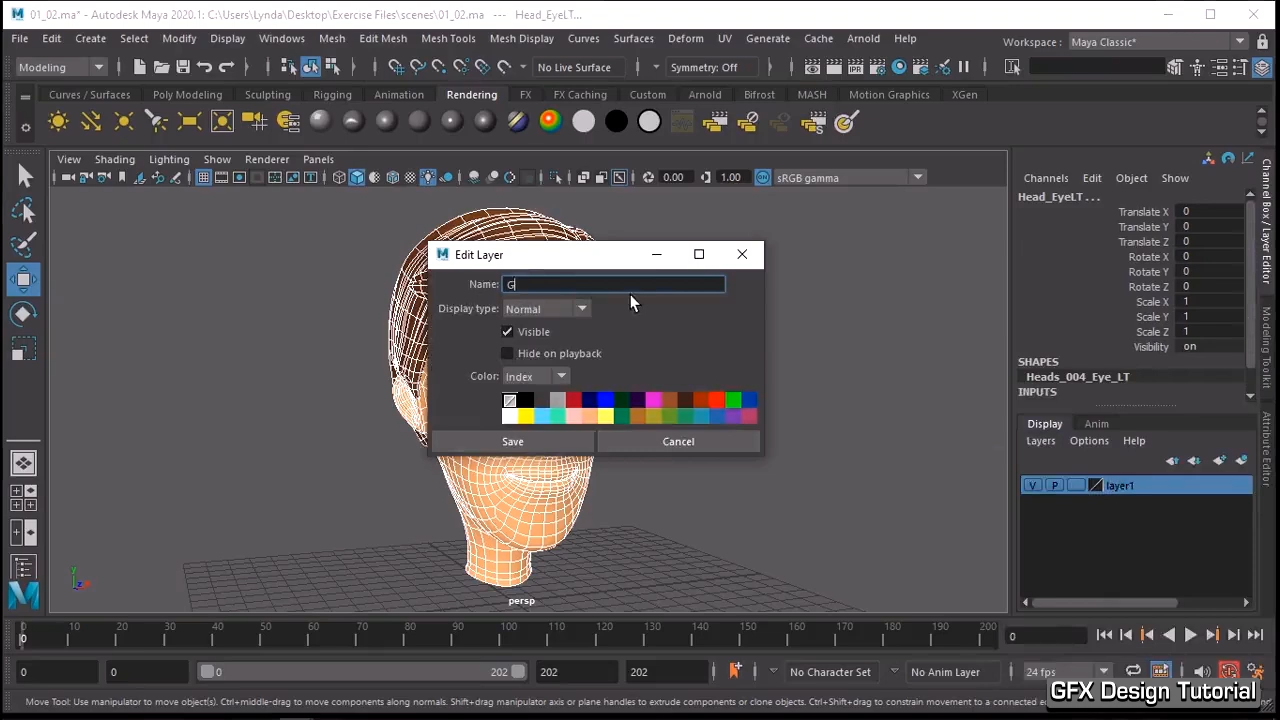 01_02.ma* - Autodesk Maya 2020.1: C:\Users\Lynda\Desktop\Exercise Files\scenes\01_02.ma --- Head_EyeLT...
File Edit Create Select Modify Display Windows Mesh Edit Mesh Mesh Tools Mesh Display Curves Surfaces Deform UV Generate Cache Arnold Help
Workspace : Maya Classic*
Modeling No Live Surface Symmetry: Off
Curves / Surfaces Poly Modeling Sculpting Rigging Animation Rendering FX FX Caching Custom Arnold Bifrost MASH Motion Graphics XGen
View Shading Lighting Show Renderer Panels
0.00 1.00 sRGB gamma
Channels Edit Object Show
Head_EyeLT ...
Translate X 0
Translate Y 0
Translate Z 0
Rotate X 0
Rotate Y 0
Rotate Z 0
Scale X 1
Scale Y 1
Scale Z 1
Visibility on
SHAPES
Heads_004_Eye_LT
INPUTS
Display Anim
Layers Options Help
V P layer1
Channel Box / Layer Editor
Modeling Toolkit
Attribute Editor
Edit Layer
Name: G
Display type: Normal
Visible
Hide on playback
Color: Index
Save Cancel
y
z
persp
0 10 20 30 40 50 60 70 80 90 100 110 120 130 140 150 160 170 180 190 200
0
0 0 0 202 202 202 No Character Set No Anim Layer 24 fps
Move Tool: Use manipulator to move object(s). Ctrl+middle-drag to move components along normals. Shift+drag manipulator axis or plane handles to extrude components or clone objects. Ctrl+Shift+drag to constrain movement to a connected e
GFX Design Tutorial